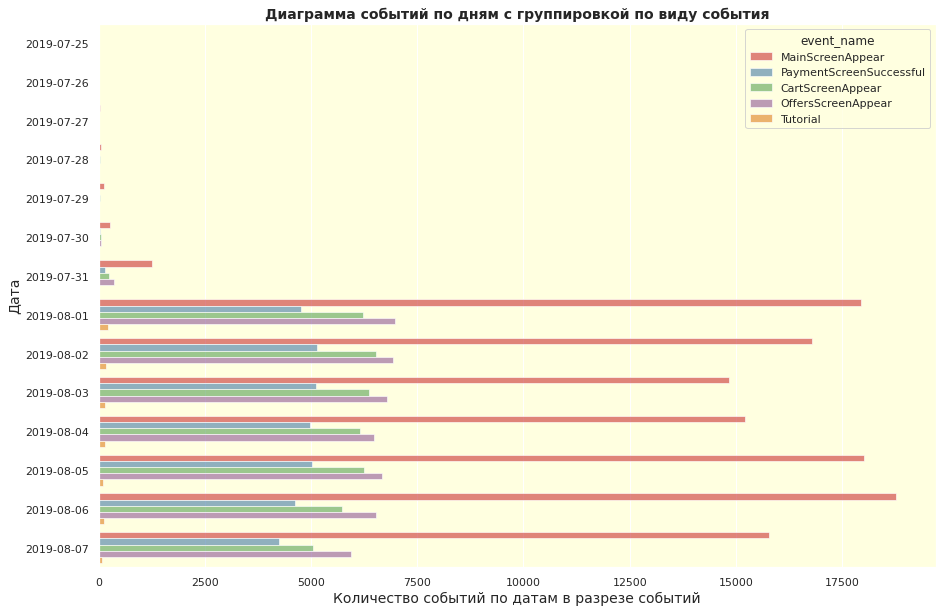 Диаграмма событий по дням с группировкой по виду события
event_name
MainScreenAppear
PaymentScreenSuccessful
CartScreenAppear
OffersScreenAppear
Tutorial
Дата
2019-07-25
2019-07-26
2019-07-27
2019-07-28
2019-07-29
2019-07-30
2019-07-31
2019-08-01
2019-08-02
2019-08-03
2019-08-04
2019-08-05
2019-08-06
2019-08-07
0 2500 5000 7500 10000 12500 15000 17500
Количество событий по датам в разрезе событий